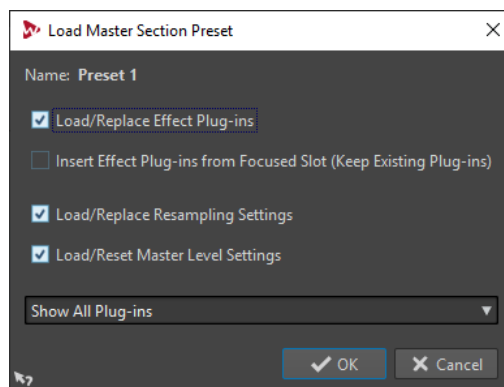 Load Master Section Preset
Name: Preset 1
Load/Replace Effect Plug-ins
Insert Effect Plug-ins from Focused Slot (Keep Existing Plug-ins)
Load/Replace Resampling Settings
Load/Reset Master Level Settings
Show All Plug-ins
OK
Cancel